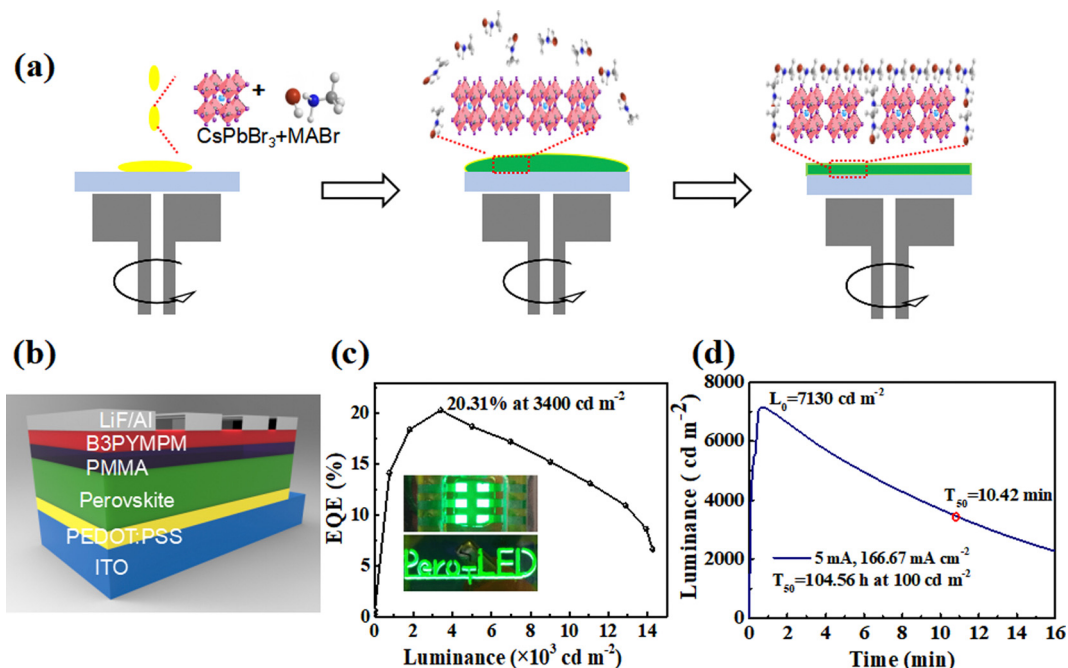 (a)
+
CsPbBr₃+MABr
(b)
LiF/Al
B3PYMPM
PMMA
Perovskite
PEDOT:PSS
ITO
(c)
20.31% at 3400 cd m⁻²
EQE (%)
20
15
10
5
0
Pero-LED
0 2 4 6 8 10 12 14
Luminance (×10³ cd m⁻²)
(d)
L₀=7130 cd m⁻²
T₅₀=10.42 min
5 mA, 166.67 mA cm⁻²
T₅₀=104.56 h at 100 cd m⁻²
Luminance ( cd m⁻²)
8000
6000
4000
2000
0
0 2 4 6 8 10 12 14 16
Time (min)